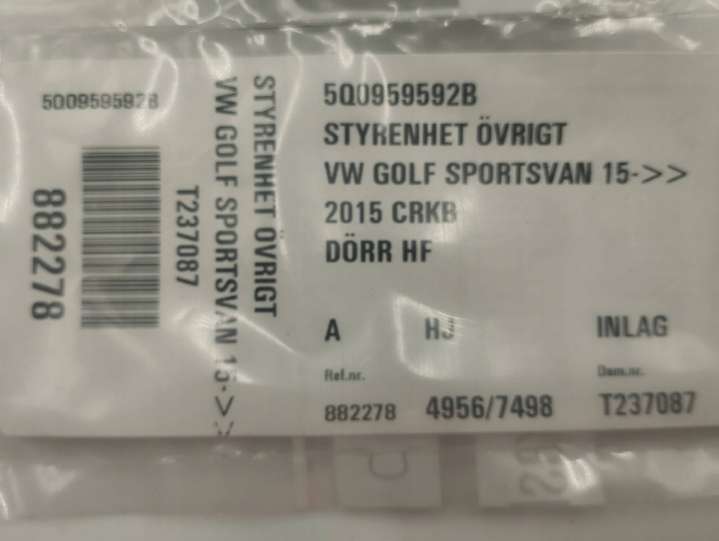 5Q0959592B
882278
T237087
VW GOLF SPORTSVAN 15->>
STYRENHET ÖVRIGT
5Q0959592B
STYRENHET ÖVRIGT
VW GOLF SPORTSVAN 15->>
2015 CRKB
DÖRR HF
A HJ INLAG
Ref.nr. Dem.nr.
882278 4956/7498 T237087